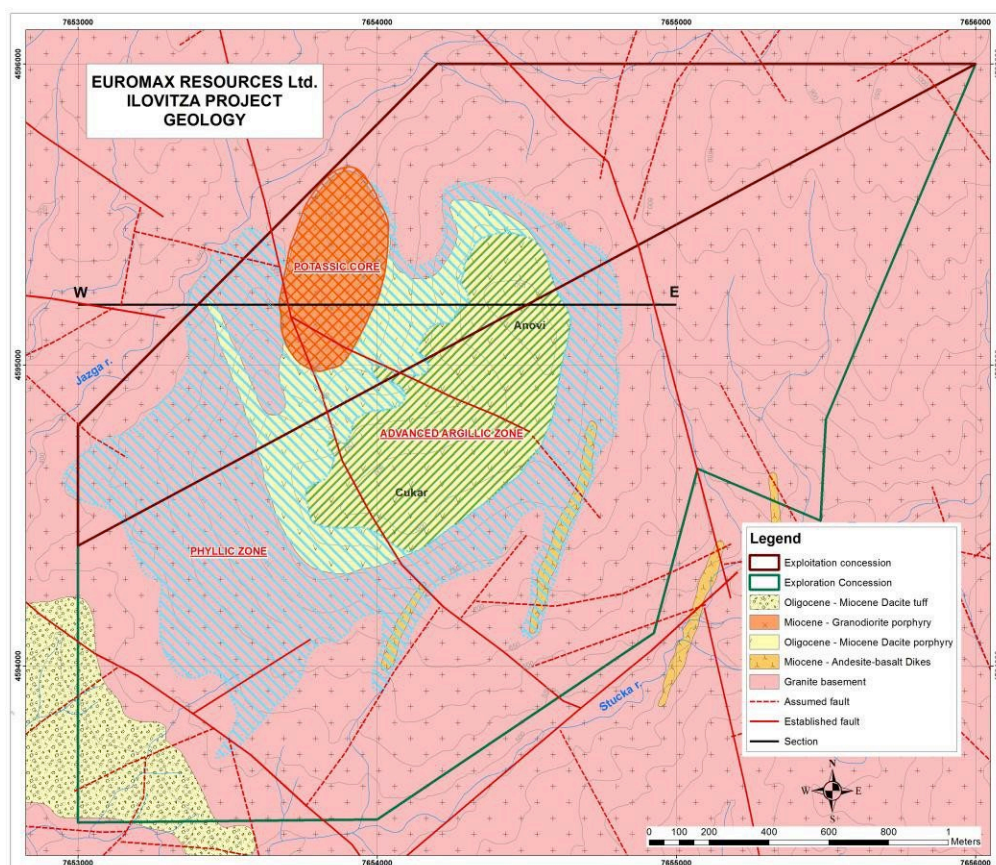 7653000
7654000
7655000
7656000
EUROMAX RESOURCES Ltd.
ILOVITZA PROJECT
GEOLOGY
4596000
POTASSIC CORE
W
E
Anovi
4595000
4595000
Jazga r.
ADVANCED ARGILLIC ZONE
Cukar
PHYLLIC ZONE
Legend
Exploitation concession
Exploration Concession
Oligocene - Miocene Dacite tuff
Miocene - Granodiorite porphyry
Oligocene - Miocene Dacite porphyry
Miocene - Andesite-basalt Dikes
Granite basement
Assumed fault
Established fault
Section
4594000
Stucka r.
N
W E
S
0 100 200 400 600 800 1
Meters
7653000
7654000
7655000
7656000